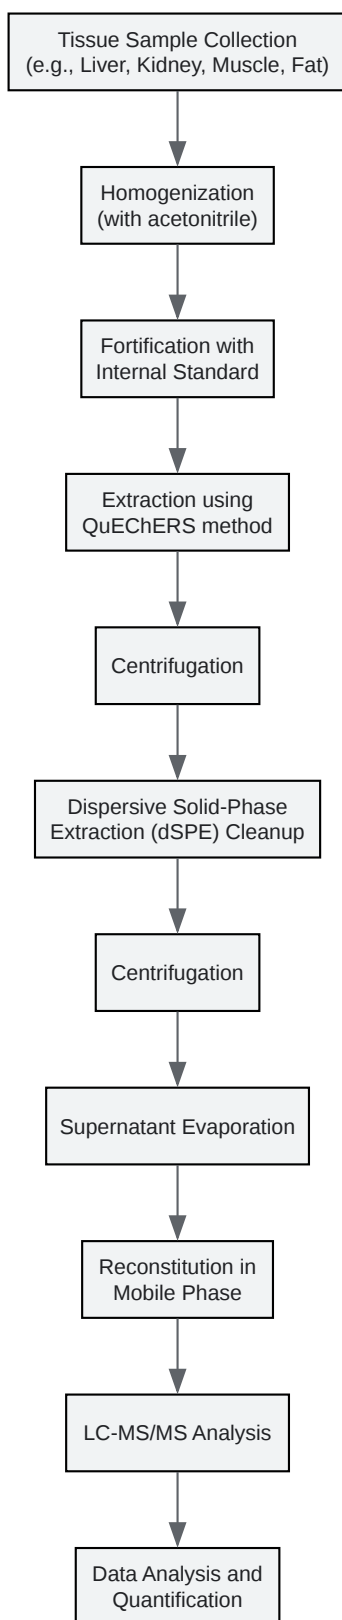 Tissue Sample Collection
(e.g., Liver, Kidney, Muscle, Fat)
Homogenization
(with acetonitrile)
Fortification with
Internal Standard
Extraction using
QuEChERS method
Centrifugation
Dispersive Solid-Phase
Extraction (dSPE) Cleanup
Centrifugation
Supernatant Evaporation
Reconstitution in
Mobile Phase
LC-MS/MS Analysis
Data Analysis and
Quantification